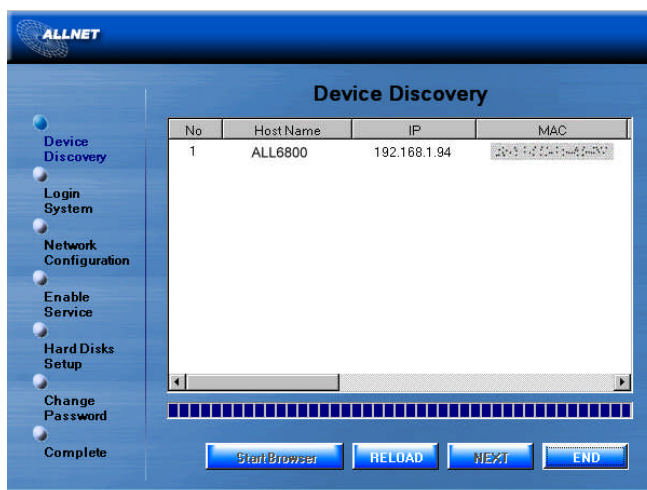 ALLNET
Device Discovery
Device
Discovery
Login
System
Network
Configuration
Enable
Service
Hard Disks
Setup
Change
Password
Complete
No Host Name IP MAC
1 ALL6800 192.168.1.94
Start Browser RELOAD NEXT END